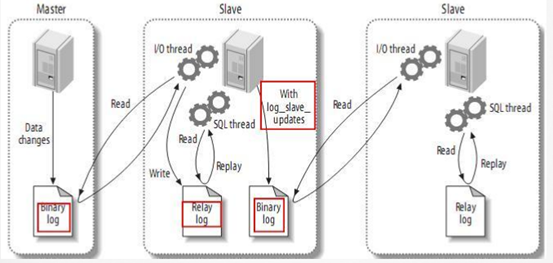 Master
Data
changes
Binary
log
Read
Slave
I/O thread
SQL thread
Read
Replay
Write
Relay
log
With
log_slave_
updates
Binary
log
Read
Slave
I/O thread
SQL thread
Read
Replay
Relay
log